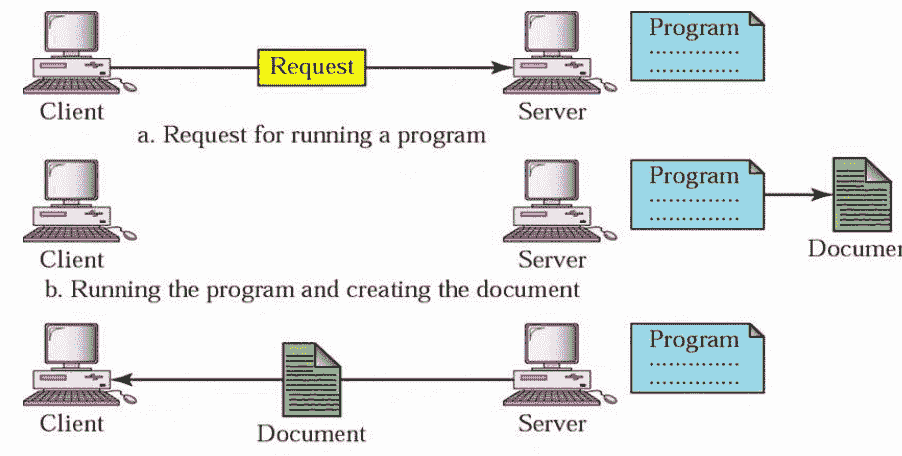 Program
..............
..............
Request
Client
Server
a. Request for running a program
Program
..............
..............
Client
Server
Documen
b. Running the program and creating the document
Program
..............
..............
Client
Document
Server